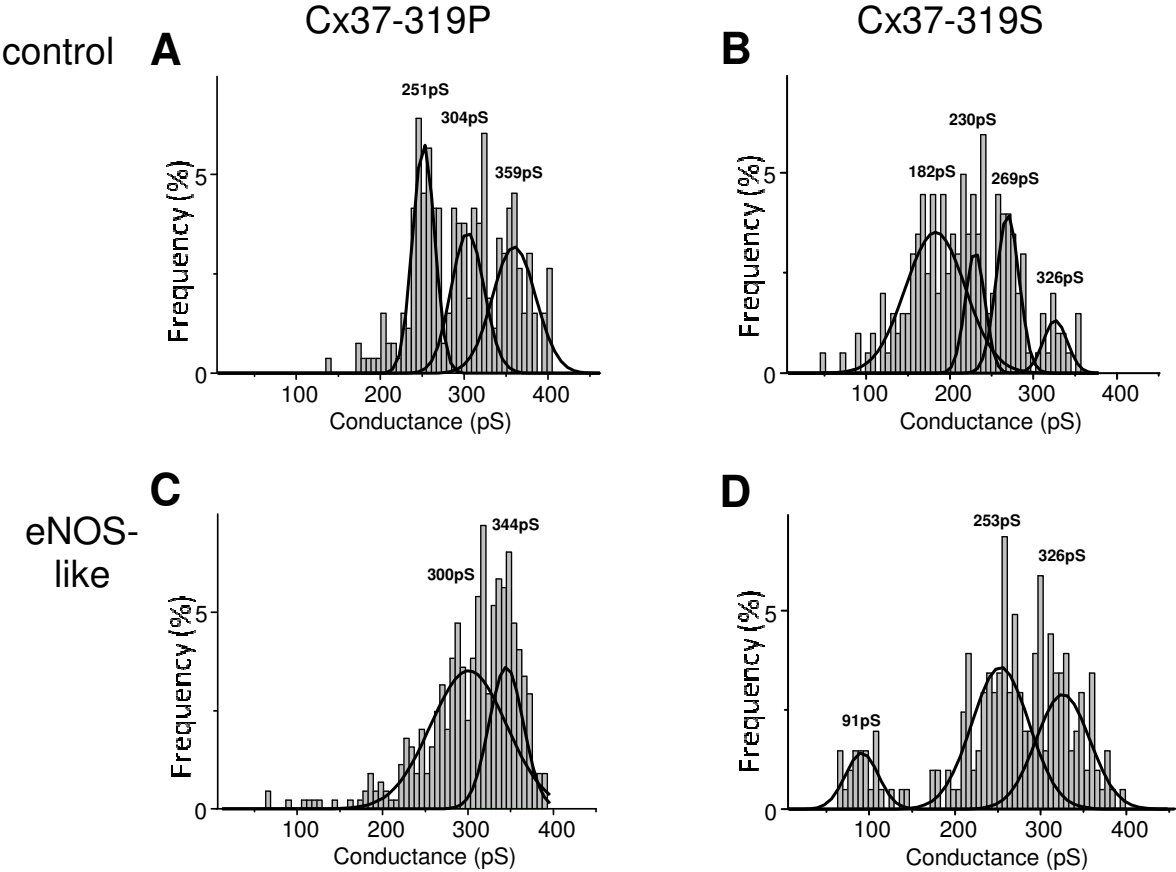 Cx37-319P
Cx37-319S
control
A
B
251pS
304pS
359pS
Frequency (%)
5
0
100 200 300 400
Conductance (pS)
182pS
230pS
269pS
326pS
Frequency (%)
5
0
100 200 300 400
Conductance (pS)
eNOS-
like
C
D
300pS
344pS
Frequency (%)
5
0
100 200 300 400
Conductance (pS)
91pS
253pS
326pS
Frequency (%)
5
0
100 200 300 400
Conductance (pS)